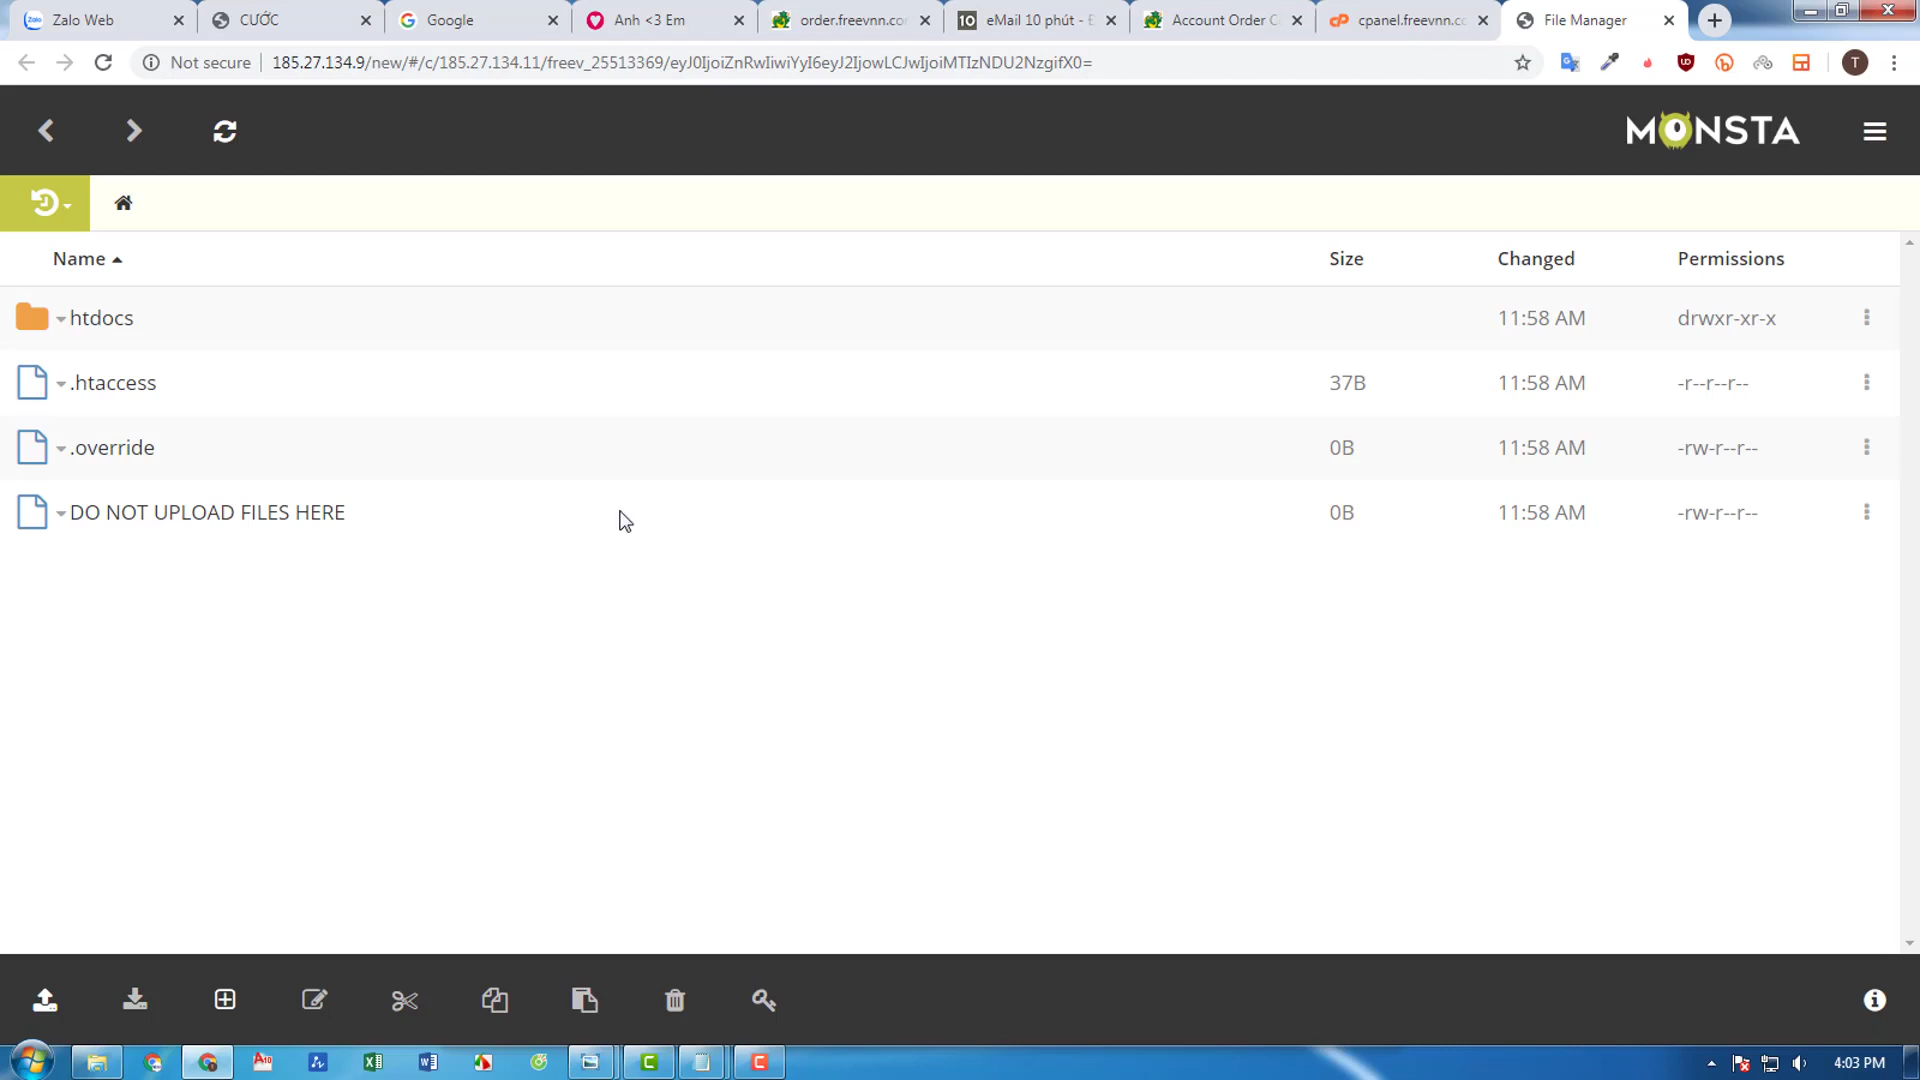 Zalo Web
CƯỚC
Google
Anh <3 Em
order.freevnn.con
eMail 10 phút - E
Account Order C
cpanel.freevnn.co
File Manager
Not secure
185.27.134.9/new/#/c/185.27.134.11/freev_25513369/eyJ0IjoiZnRwIiwiYyI6eyJ2IjowLCJwIjoiMTIzNDU2NzgifX0=
T
MONSTA
Name
Size
Changed
Permissions
htdocs
11:58 AM
drwxr-xr-x
.htaccess
37B
11:58 AM
-r--r--r--
.override
0B
11:58 AM
-rw-r--r--
DO NOT UPLOAD FILES HERE
0B
11:58 AM
-rw-r--r--
4:03 PM